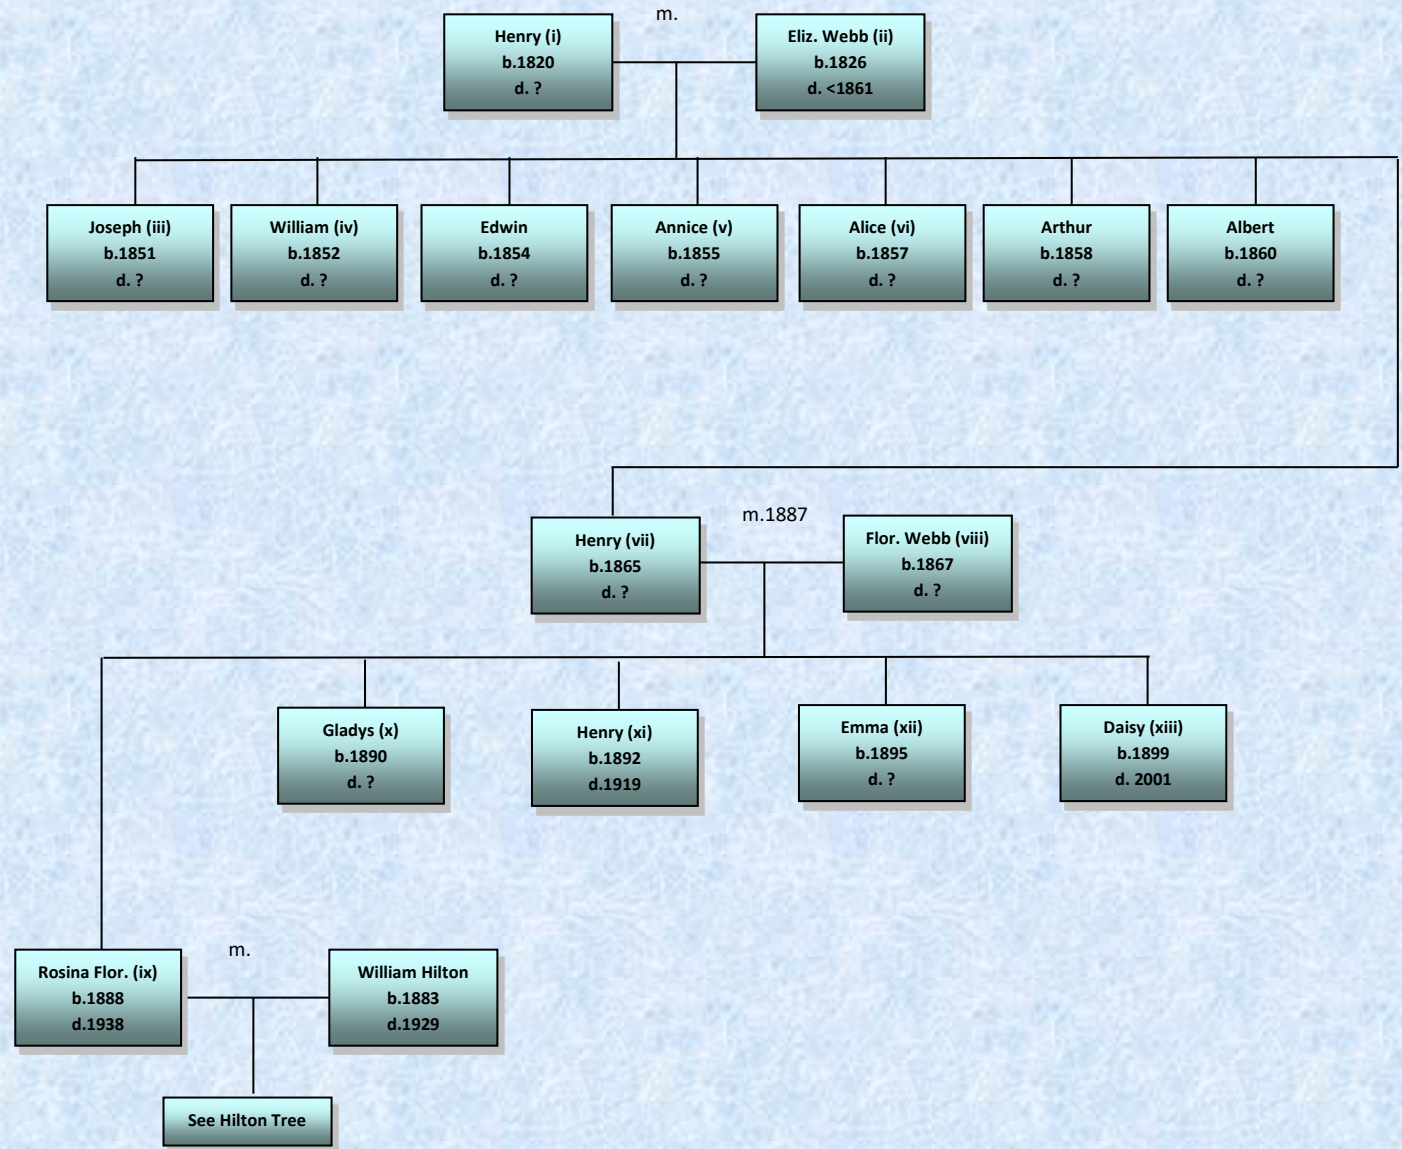 m.
Henry (i)
b.1820
d. ?
Eliz. Webb (ii)
b.1826
d. <1861
Joseph (iii)
b.1851
d. ?
William (iv)
b.1852
d. ?
Edwin
b.1854
d. ?
Annice (v)
b.1855
d. ?
Alice (vi)
b.1857
d. ?
Arthur
b.1858
d. ?
Albert
b.1860
d. ?
m.1887
Henry (vii)
b.1865
d. ?
Flor. Webb (viii)
b.1867
d. ?
Gladys (x)
b.1890
d. ?
Henry (xi)
b.1892
d.1919
Emma (xii)
b.1895
d. ?
Daisy (xiii)
b.1899
d. 2001
m.
Rosina Flor. (ix)
b.1888
d.1938
William Hilton
b.1883
d.1929
See Hilton Tree